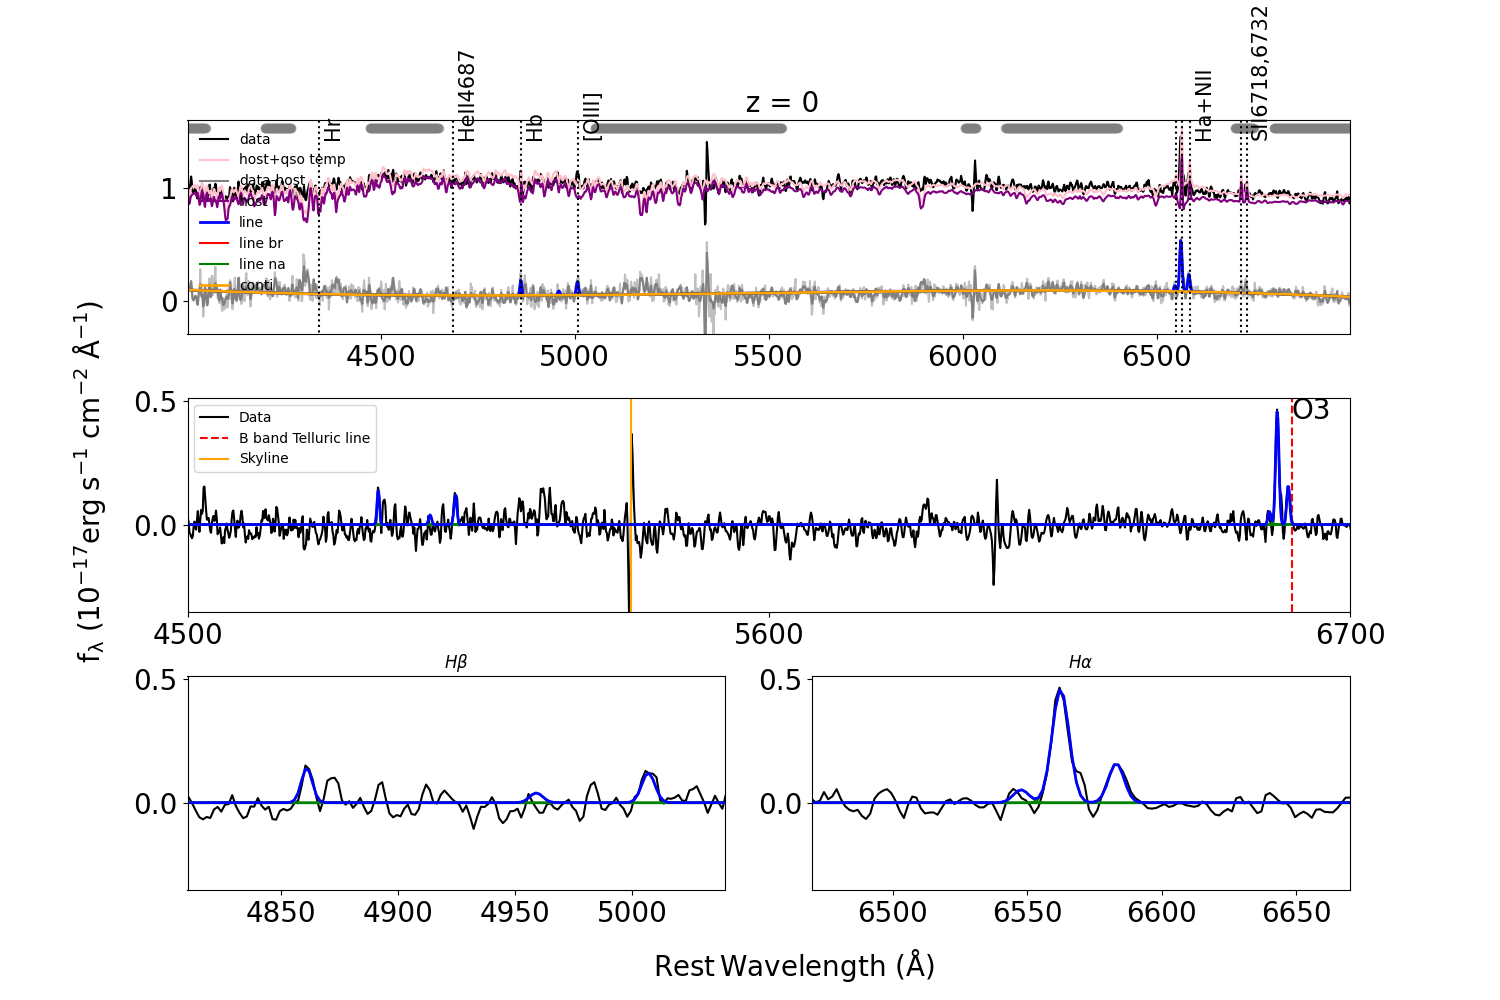 z = 0
Hr
HeII4687
Hb
[OIII]
Ha+NII
SII6718,6732
data
host+qso temp
data-host
host
line
line br
line na
conti
1
0
4500 5000 5500 6000 6500
0.5
0.0
Data
B band Telluric line
Skyline
O3
4500 5600 6700
fλ (10⁻¹⁷erg s⁻¹ cm⁻² Å⁻¹)
Hβ
0.5
0.0
4850 4900 4950 5000
Hα
0.5
0.0
6500 6550 6600 6650
Rest Wavelength (Å)